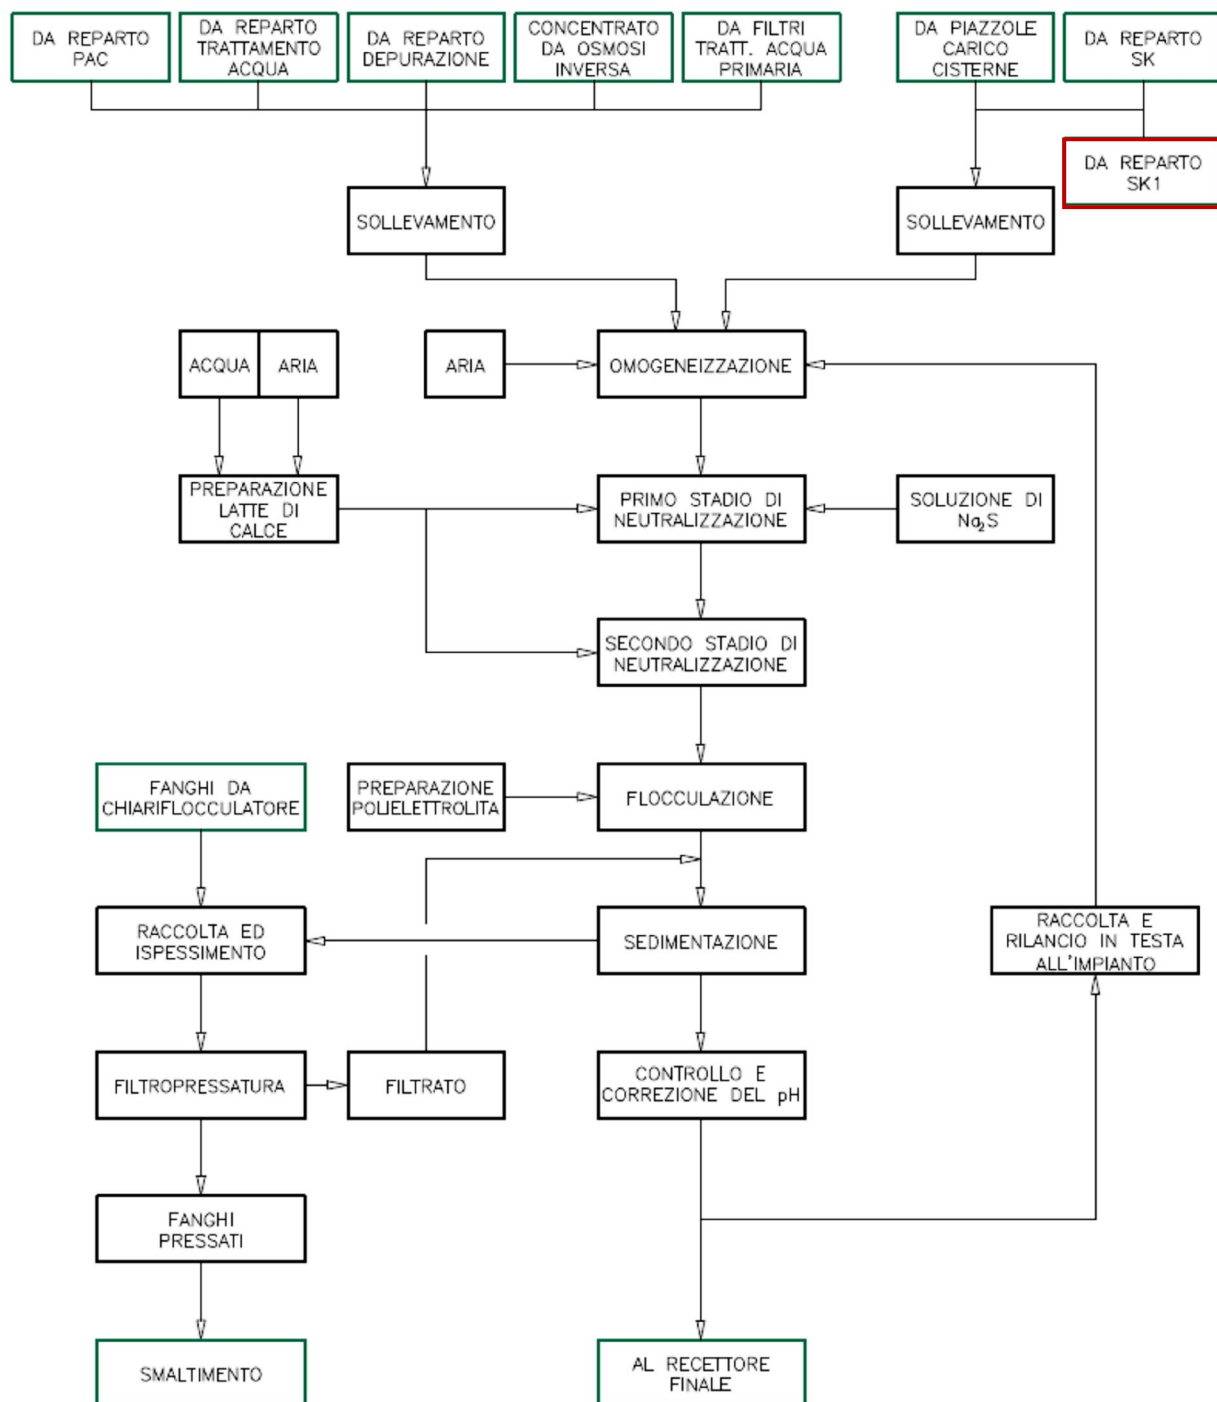 DA REPARTO
PAC
DA REPARTO
TRATTAMENTO
ACQUA
DA REPARTO
DEPURAZIONE
CONCENTRATO
DA OSMOSI
INVERSA
DA FILTRI
TRATT. ACQUA
PRIMARIA
DA PIAZZOLE
CARICO
CISTERNE
DA REPARTO
SK
DA REPARTO
SK1
SOLLEVAMENTO
SOLLEVAMENTO
ACQUA
ARIA
ARIA
OMOGENEIZZAZIONE
PREPARAZIONE
LATTE DI
CALCE
PRIMO STADIO DI
NEUTRALIZZAZIONE
SOLUZIONE DI
Na₂S
SECONDO STADIO DI
NEUTRALIZZAZIONE
FANGHI DA
CHIARIFLOCCULATORE
PREPARAZIONE
POLIELETTROLITA
FLOCCULAZIONE
RACCOLTA ED
ISPESSIMENTO
SEDIMENTAZIONE
RACCOLTA E
RILANCIO IN TESTA
ALL'IMPIANTO
FILTROPRESSATURA
FILTRATO
CONTROLLO E
CORREZIONE DEL pH
FANGHI
PRESSATI
SMALTIMENTO
AL RECETTORE
FINALE